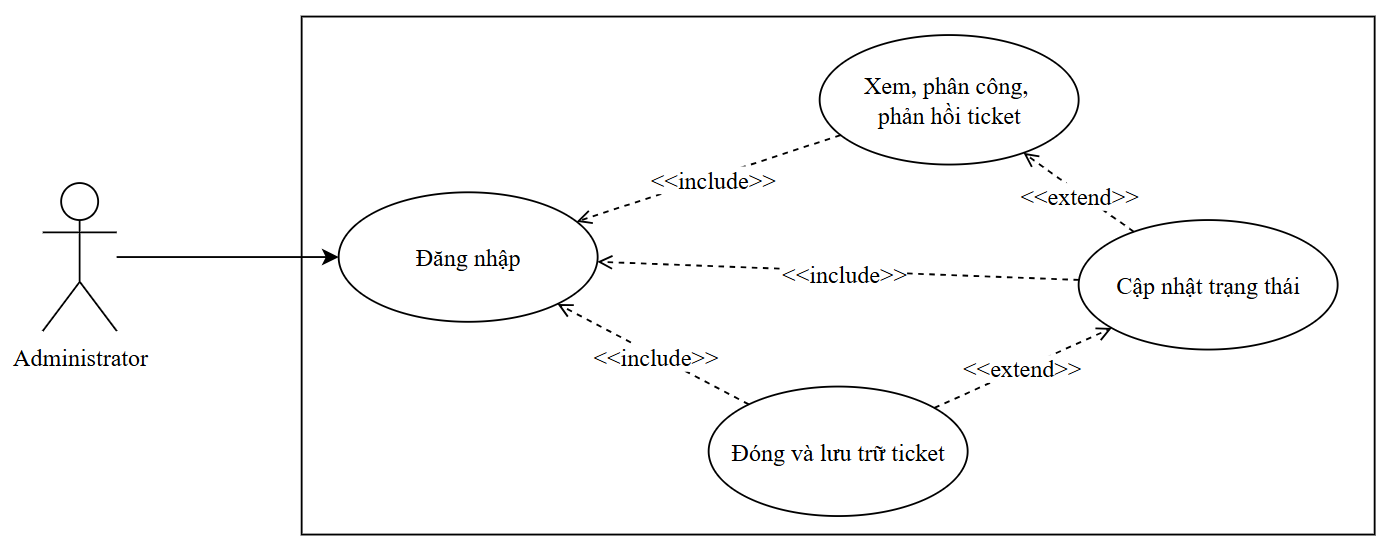 Xem, phân công,
phản hồi ticket
<<include>>
<<extend>>
Đăng nhập
<<include>>
Cập nhật trạng thái
Administrator
<<include>>
<<extend>>
Đóng và lưu trữ ticket